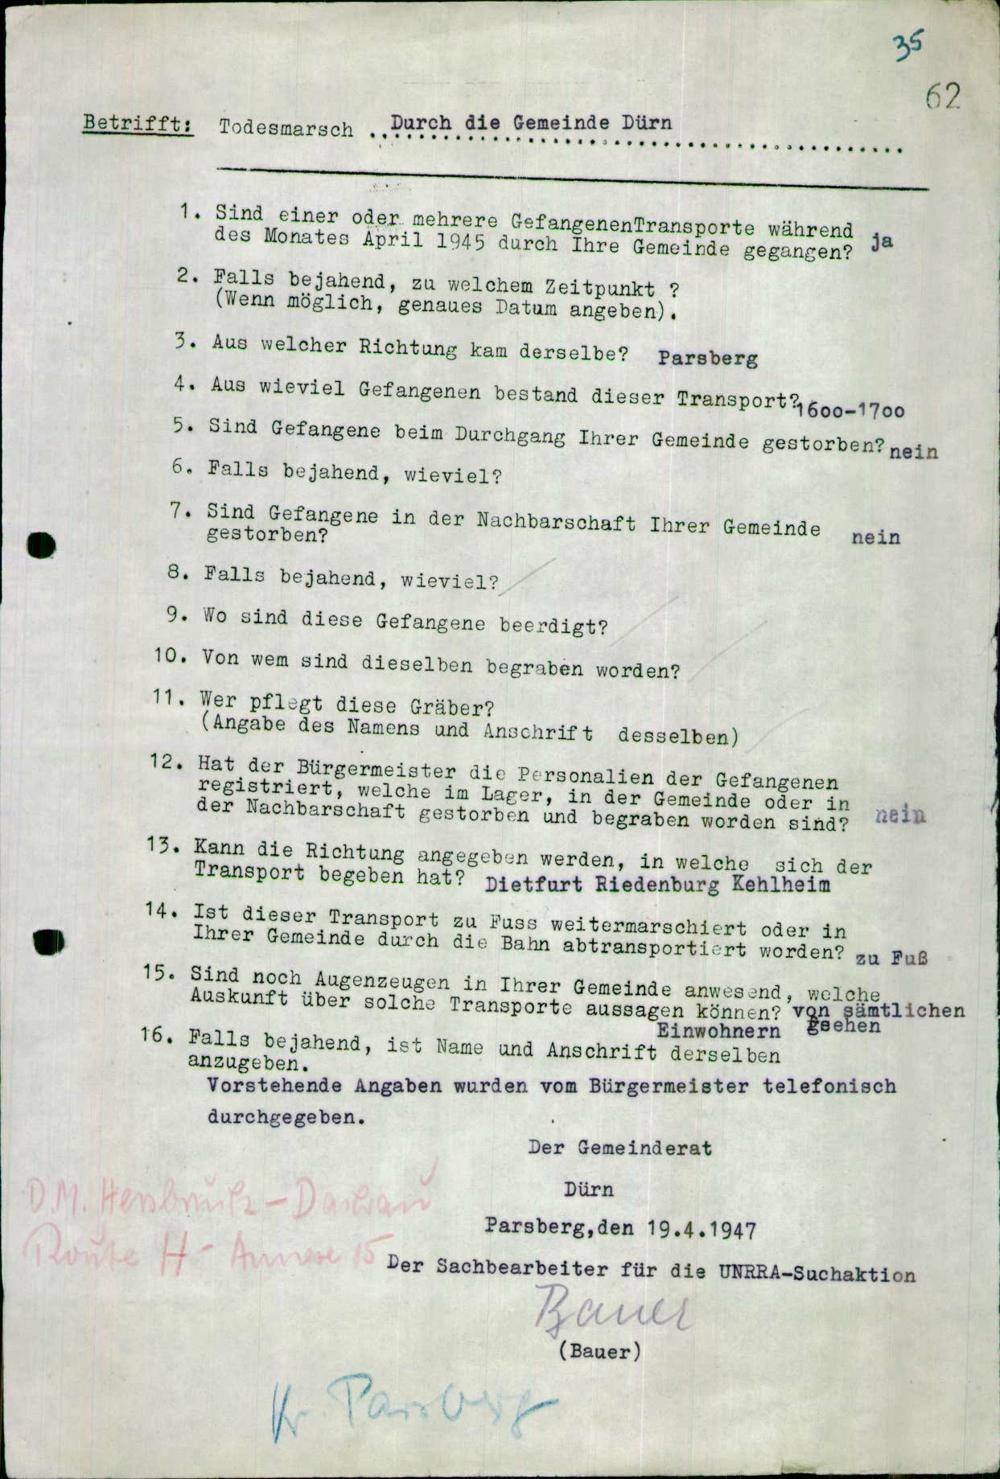 35
62
Betrifft: Todesmarsch ..Durch die Gemeinde Dürn
1. Sind einer oder mehrere GefangenenTransporte während
des Monates April 1945 durch Ihre Gemeinde gegangen? ja
2. Falls bejahend, zu welchem Zeitpunkt ?
(Wenn möglich, genaues Datum angeben).
3. Aus welcher Richtung kam derselbe? Parsberg
4. Aus wieviel Gefangenen bestand dieser Transport? 1600-1700
5. Sind Gefangene beim Durchgang Ihrer Gemeinde gestorben? nein
6. Falls bejahend, wieviel?
7. Sind Gefangene in der Nachbarschaft Ihrer Gemeinde nein
gestorben?
8. Falls bejahend, wieviel?
9. Wo sind diese Gefangene beerdigt?
10. Von wem sind dieselben begraben worden?
11. Wer pflegt diese Gräber?
(Angabe des Namens und Anschrift desselben)
12. Hat der Bürgermeister die Personalien der Gefangenen
registriert, welche im Lager, in der Gemeinde oder in
der Nachbarschaft gestorben und begraben worden sind? nein
13. Kann die Richtung angegeben werden, in welche sich der
Transport begeben hat? Dietfurt Riedenburg Kehlheim
14. Ist dieser Transport zu Fuss weitermarschiert oder in
Ihrer Gemeinde durch die Bahn abtransportiert worden? zu Fuß
15. Sind noch Augenzeugen in Ihrer Gemeinde anwesend, welche
Auskunft über solche Transporte aussagen können? von sämtlichen
Einwohnern gsehen
16. Falls bejahend, ist Name und Anschrift derselben
anzugeben.
Vorstehende Angaben wurden vom Bürgermeister telefonisch
durchgegeben.
Der Gemeinderat
Dürn
Parsberg,den 19.4.1947
D.M. Hersbruck - Dachau
Route H - Annexe 15
Der Sachbearbeiter für die UNRRA-Suchaktion
Bauer
(Bauer)
Kr. Parsberg